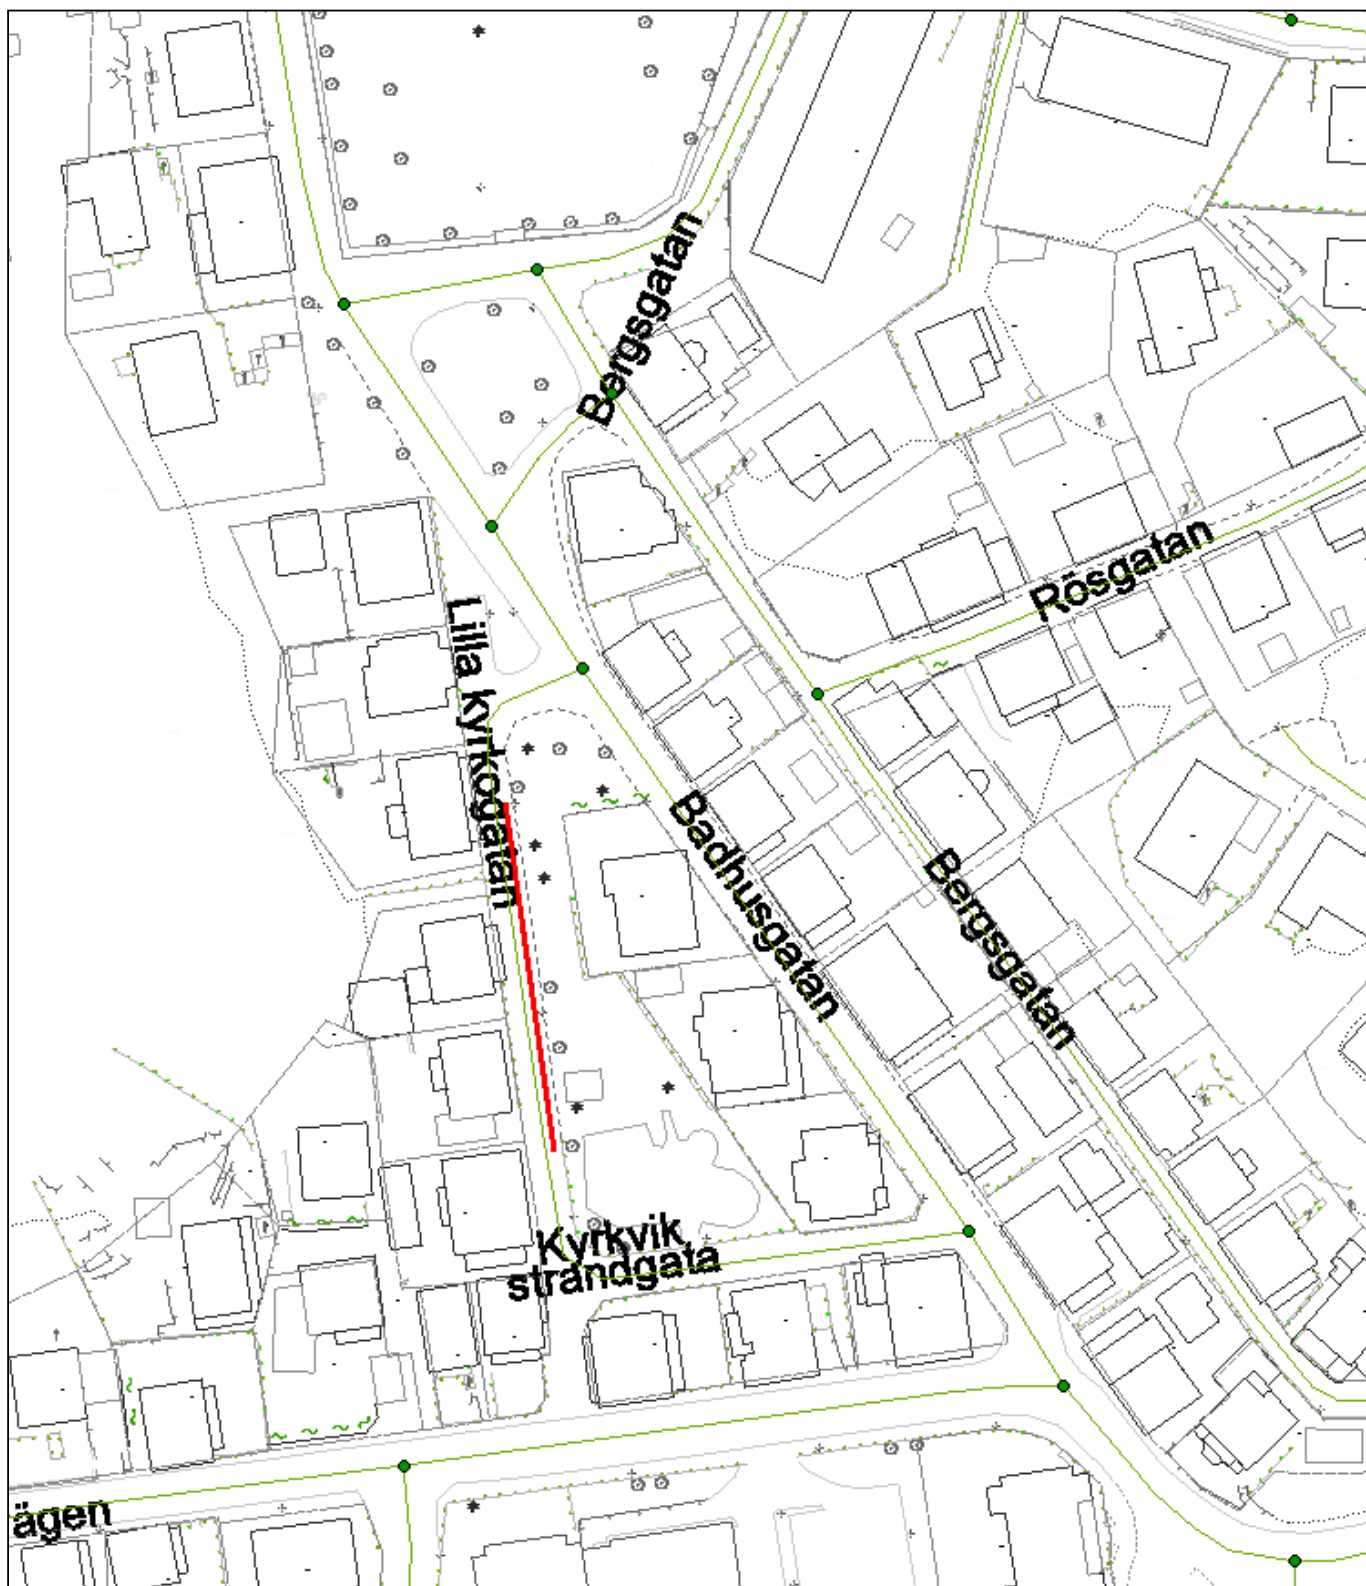 Bergsgatan
Rösgatan
Lilla kyrkogatan
Badhusgatan
Bergsgatan
Kyrkvik
strandgata
ägen